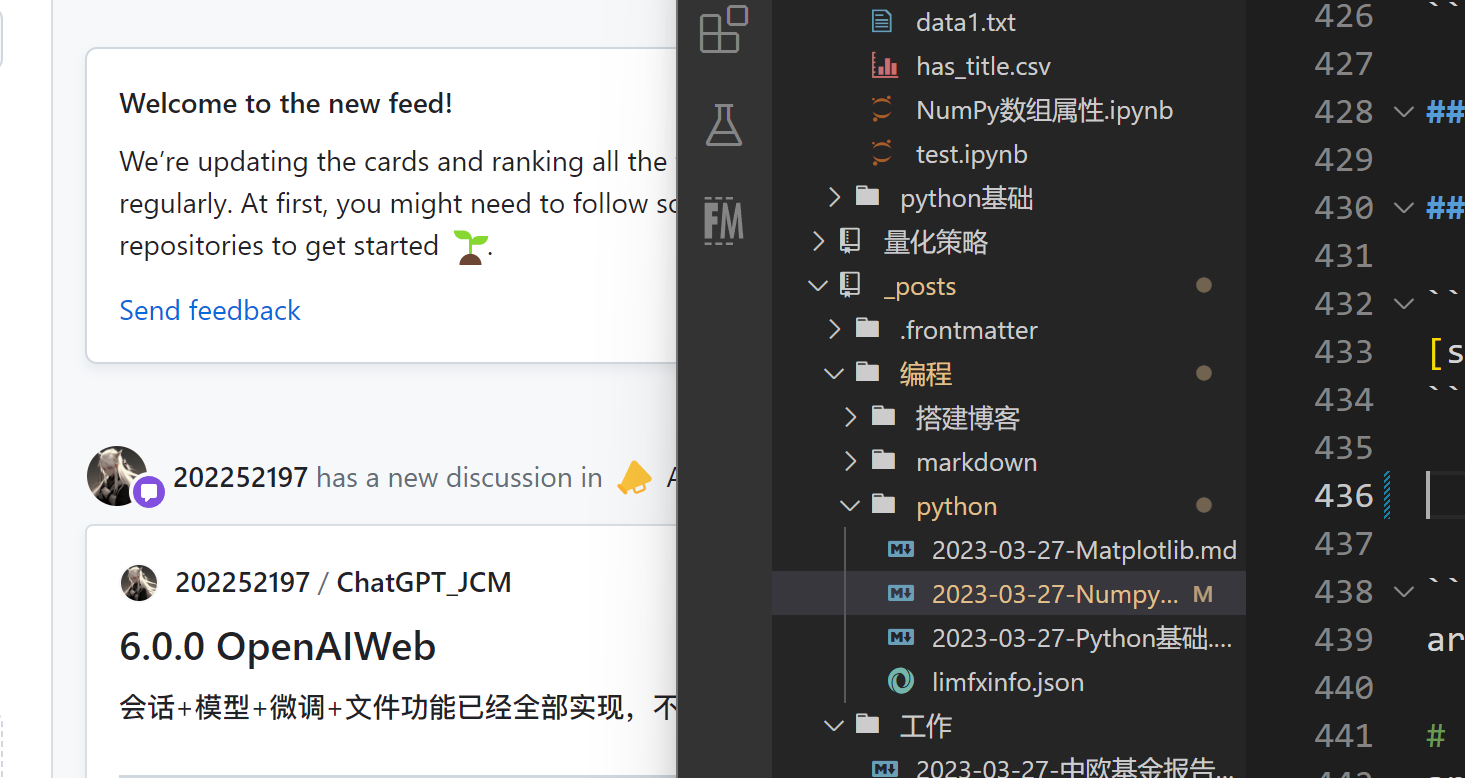 Welcome to the new feed!
We’re updating the cards and ranking all the
regularly. At first, you might need to follow
repositories to get started 🌱.
Send feedback
202252197 has a new discussion in 📣
202252197 / ChatGPT_JCM
6.0.0 OpenAIWeb
会话+模型+微调+文件功能已经全部实现，不
FM
data1.txt
has_title.csv
NumPy数组属性.ipynb
test.ipynb
python基础
量化策略
_posts
.frontmatter
编程
搭建博客
markdown
python
2023-03-27-Matplotlib.md
2023-03-27-Numpy... M
2023-03-27-Python基础....
limfxinfo.json
工作
2023-03-27-中欧基金报告...
426 ``
427
428 ##
429
430 ##
431
432 ``
433 [s
434 ``
435
436
437
438 ``
439 ar
440
441 #